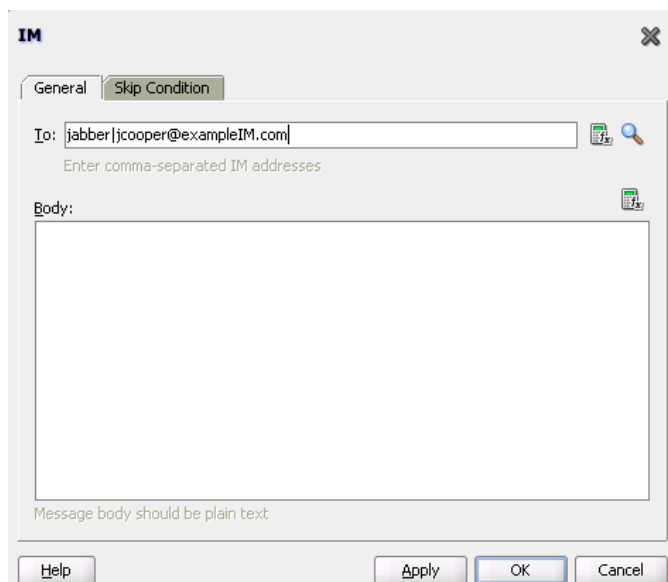 IM
General Skip Condition
To: jabber|jcooper@exampleIM.com
Enter comma-separated IM addresses
Body:
Message body should be plain text
Help Apply OK Cancel